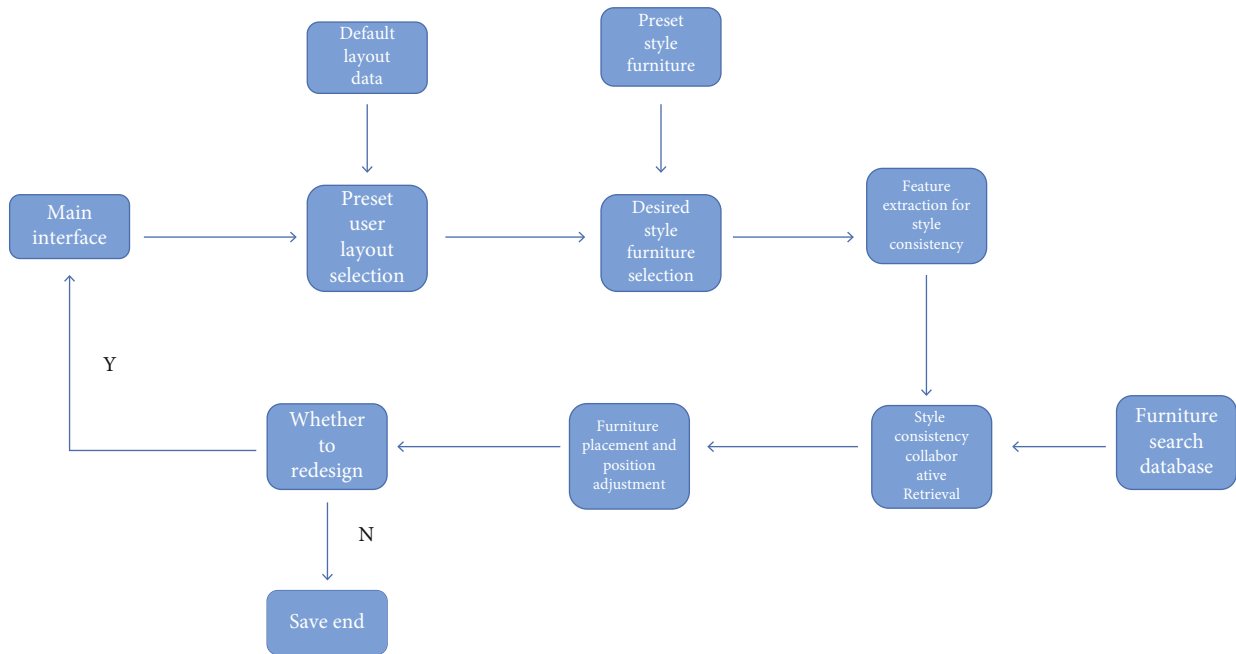 Default
layout
data
Preset
style
furniture
Main
interface
Preset
user
layout
selection
Desired
style
furniture
selection
Feature
extraction for
style
consistency
Y
Whether
to
redesign
Furniture
placement and
position
adjustment
Style
consistency
collabor
ative
Retrieval
Furniture
search
database
N
Save end